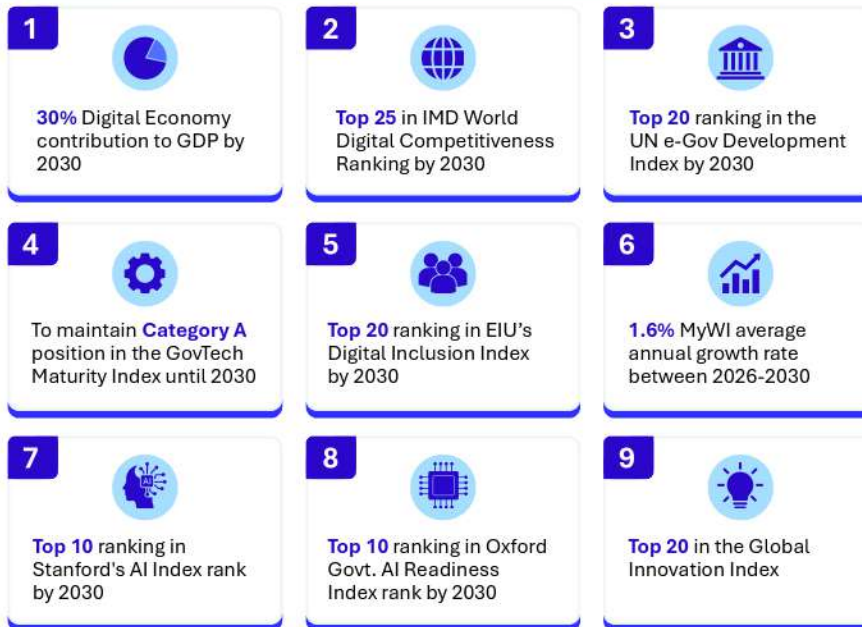 1
30% Digital Economy
contribution to GDP by
2030
2
Top 25 in IMD World
Digital Competitiveness
Ranking by 2030
3
Top 20 ranking in the
UN e-Gov Development
Index by 2030
4
To maintain Category A
position in the GovTech
Maturity Index until 2030
5
Top 20 ranking in EIU's
Digital Inclusion Index
by 2030
6
1.6% MyWI average
annual growth rate
between 2026-2030
7
AI
Top 10 ranking in
Stanford's AI Index rank
by 2030
8
Top 10 ranking in Oxford
Govt. AI Readiness
Index rank by 2030
9
Top 20 in the Global
Innovation Index